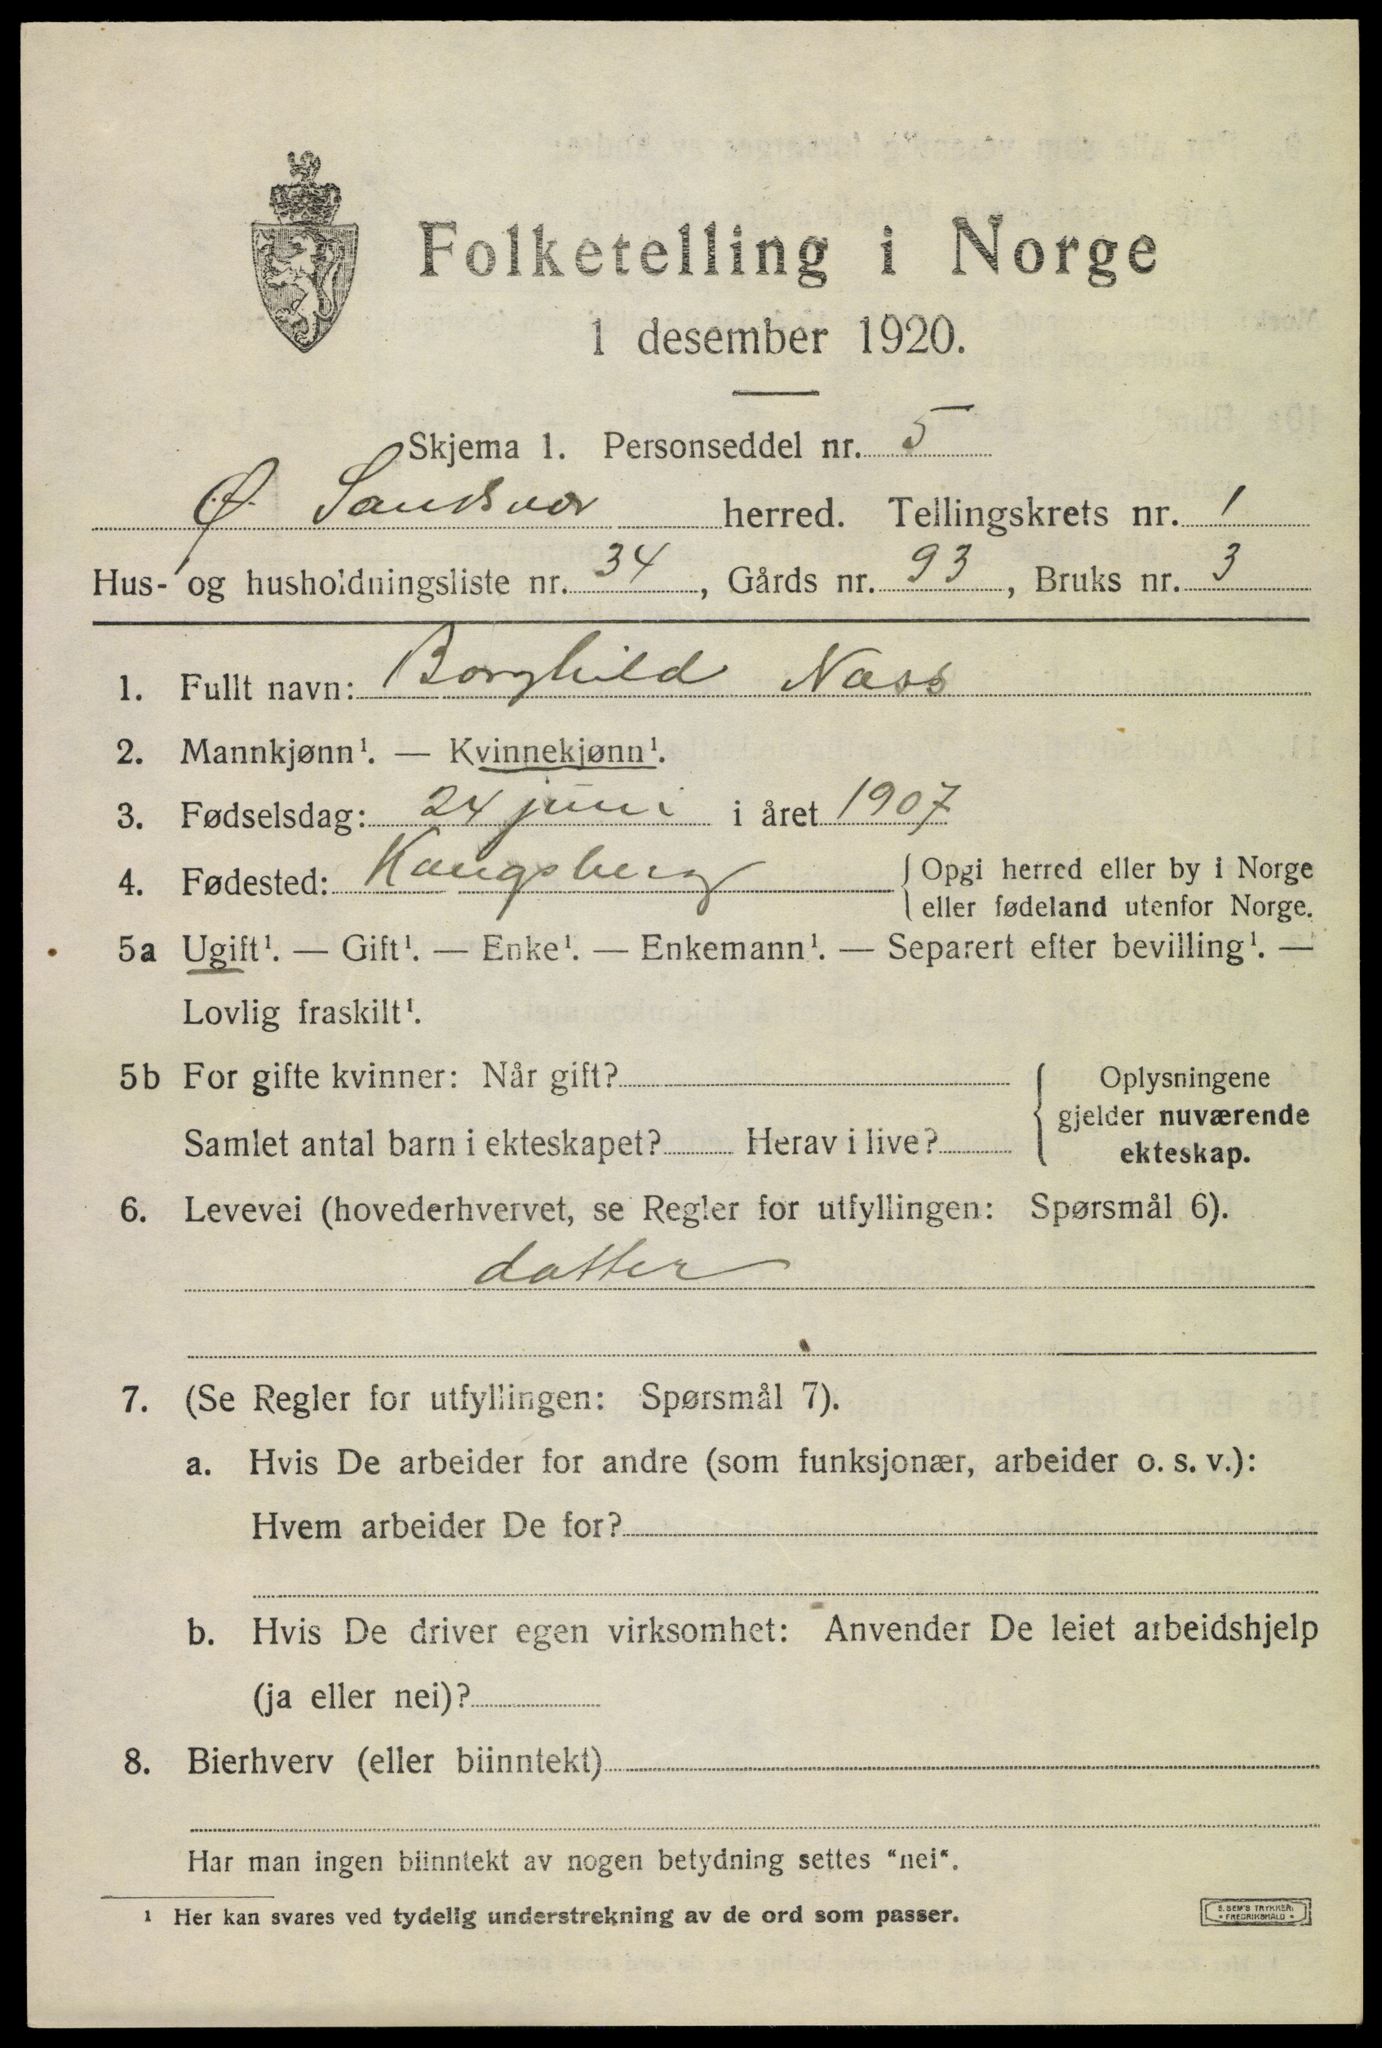 Folketelling i Norge
1 desember 1920.
Skjema 1. Personseddel nr. 5
Ø. Sandsvær herred. Tellingskrets nr. 1
Hus- og husholdningsliste nr. 34, Gårds nr. 93, Bruks nr. 3
1. Fullt navn: Borghild Næss
2. Mannkjønn¹. — Kvinnekjønn¹.
3. Fødselsdag: 24 juni i året 1907
4. Fødested: Kongsberg {Opgi herred eller by i Norge
eller fødeland utenfor Norge.
5a Ugift¹. — Gift¹. — Enke¹. — Enkemann¹. — Separert efter bevilling¹. —
Lovlig fraskilt¹.
5b For gifte kvinner: Når gift? { Oplysningene
gjelder nuværende
Samlet antal barn i ekteskapet? Herav i live? ekteskap.
6. Levevei (hovederhvervet, se Regler for utfyllingen: Spørsmål 6).
datter
7. (Se Regler for utfyllingen: Spørsmål 7).
a. Hvis De arbeider for andre (som funksjonær, arbeider o. s. v.):
Hvem arbeider De for?
b. Hvis De driver egen virksomhet: Anvender De leiet arbeidshjelp
(ja eller nei)?
8. Bierhverv (eller biinntekt)
Har man ingen biinntekt av nogen betydning settes "nei".
¹ Her kan svares ved tydelig understrekning av de ord som passer.
S. SEM'S TRYKKERI
• FREDRIKSHALD •